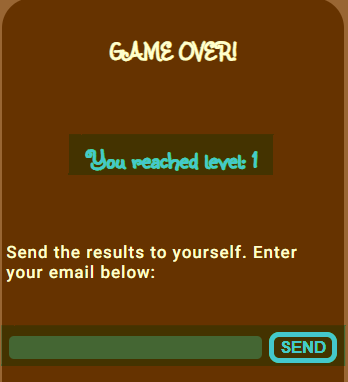 GAME OVER!
You reached level: 1
Send the results to yourself. Enter
your email below:
SEND